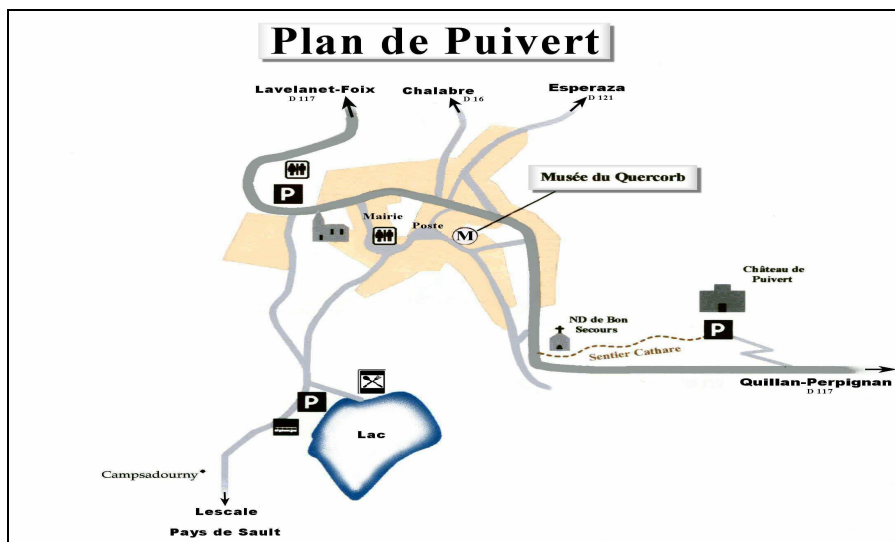 Plan de Puivert
Lavelanet-Foix
D 117
Chalabre
D 16
Esperaza
D 121
P
Musée du Quercorb
Mairie
Poste
M
Château de
Puivert
ND de Bon
Secours
P
Sentier Cathare
Quillan-Perpignan
D 117
P
Lac
Campsadourny
Lescale
Pays de Sault